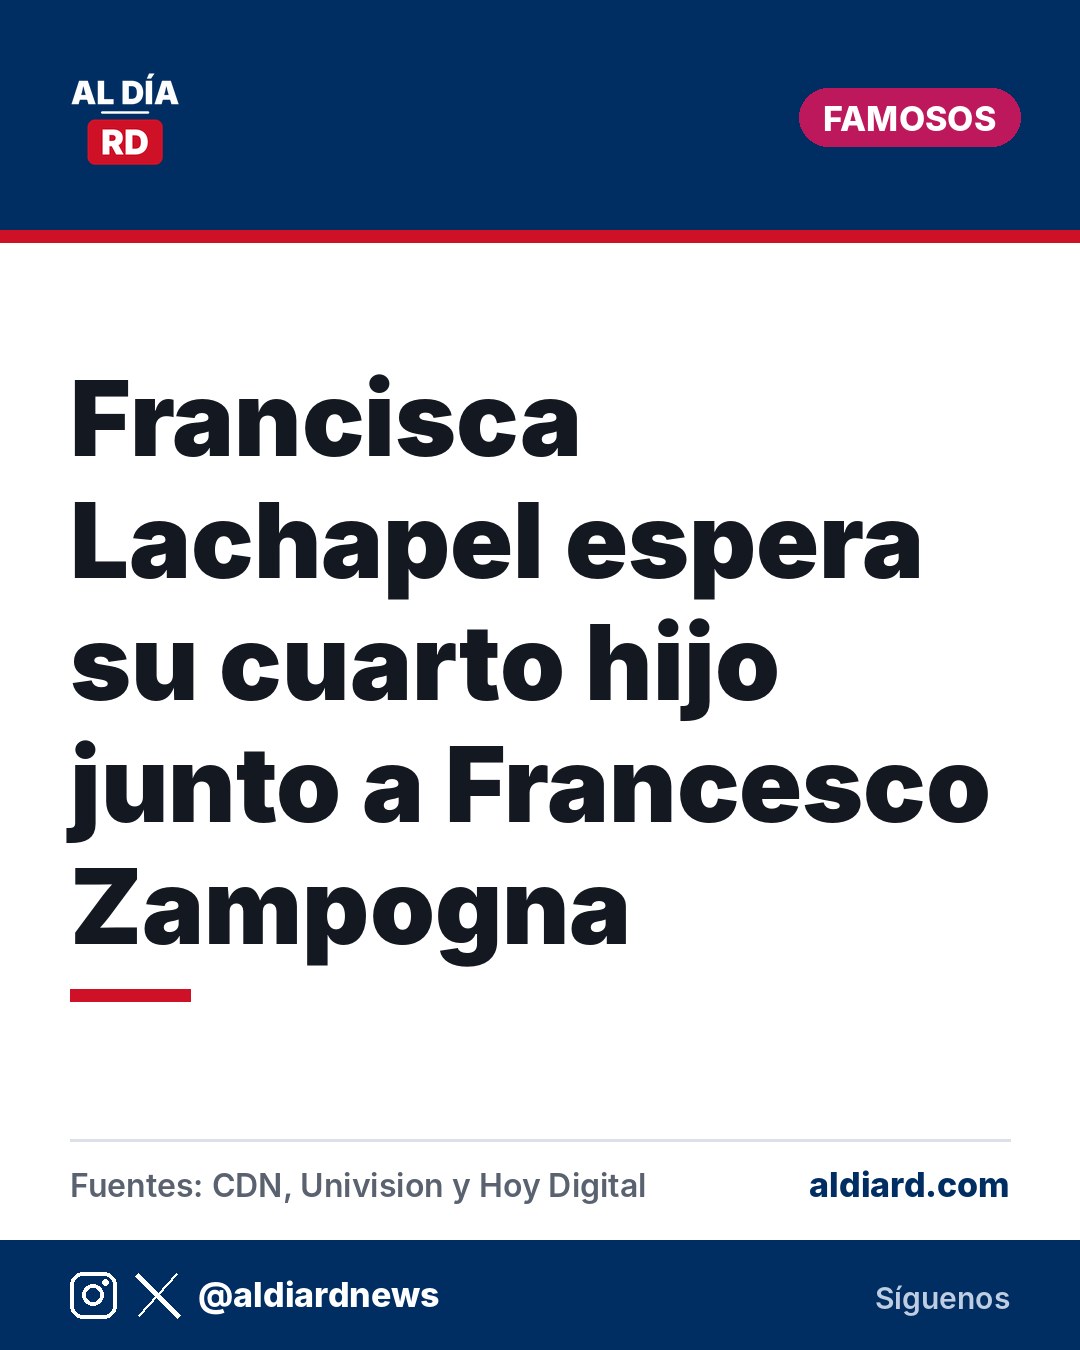 AL DÍA
RD
FAMOSOS
Francisca
Lachapel espera
su cuarto hijo
junto a Francesco
Zampogna
Fuentes: CDN, Univision y Hoy Digital
aldiard.com
@aldiardnews
Síguenos